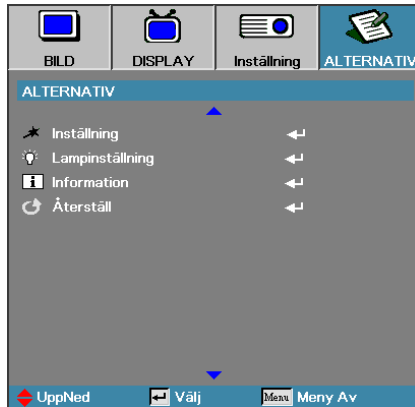 BILD DISPLAY Inställning ALTERNATIV
ALTERNATIV
Inställning
Lampinställning
i Information
Återställ
UppNed Välj Menu Meny Av